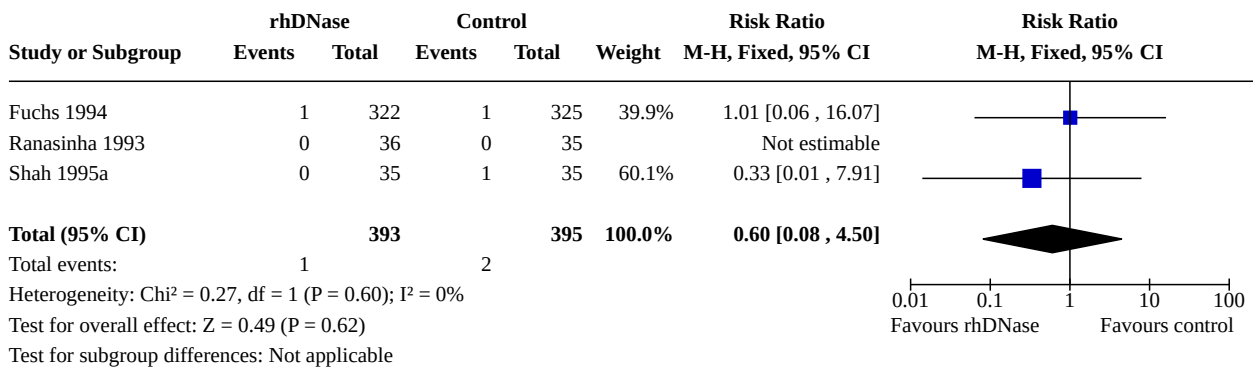 rhDNase Control Risk Ratio Risk Ratio
Study or Subgroup Events Total Events Total Weight M-H, Fixed, 95% CI M-H, Fixed, 95% CI
Fuchs 1994 1 322 1 325 39.9% 1.01 [0.06 , 16.07]
Ranasinha 1993 0 36 0 35 Not estimable
Shah 1995a 0 35 1 35 60.1% 0.33 [0.01 , 7.91]
Total (95% CI) 393 395 100.0% 0.60 [0.08 , 4.50]
Total events: 1 2
Heterogeneity: Chi² = 0.27, df = 1 (P = 0.60); I² = 0%
0.01 0.1 1 10 100
Test for overall effect: Z = 0.49 (P = 0.62)
Favours rhDNase Favours control
Test for subgroup differences: Not applicable